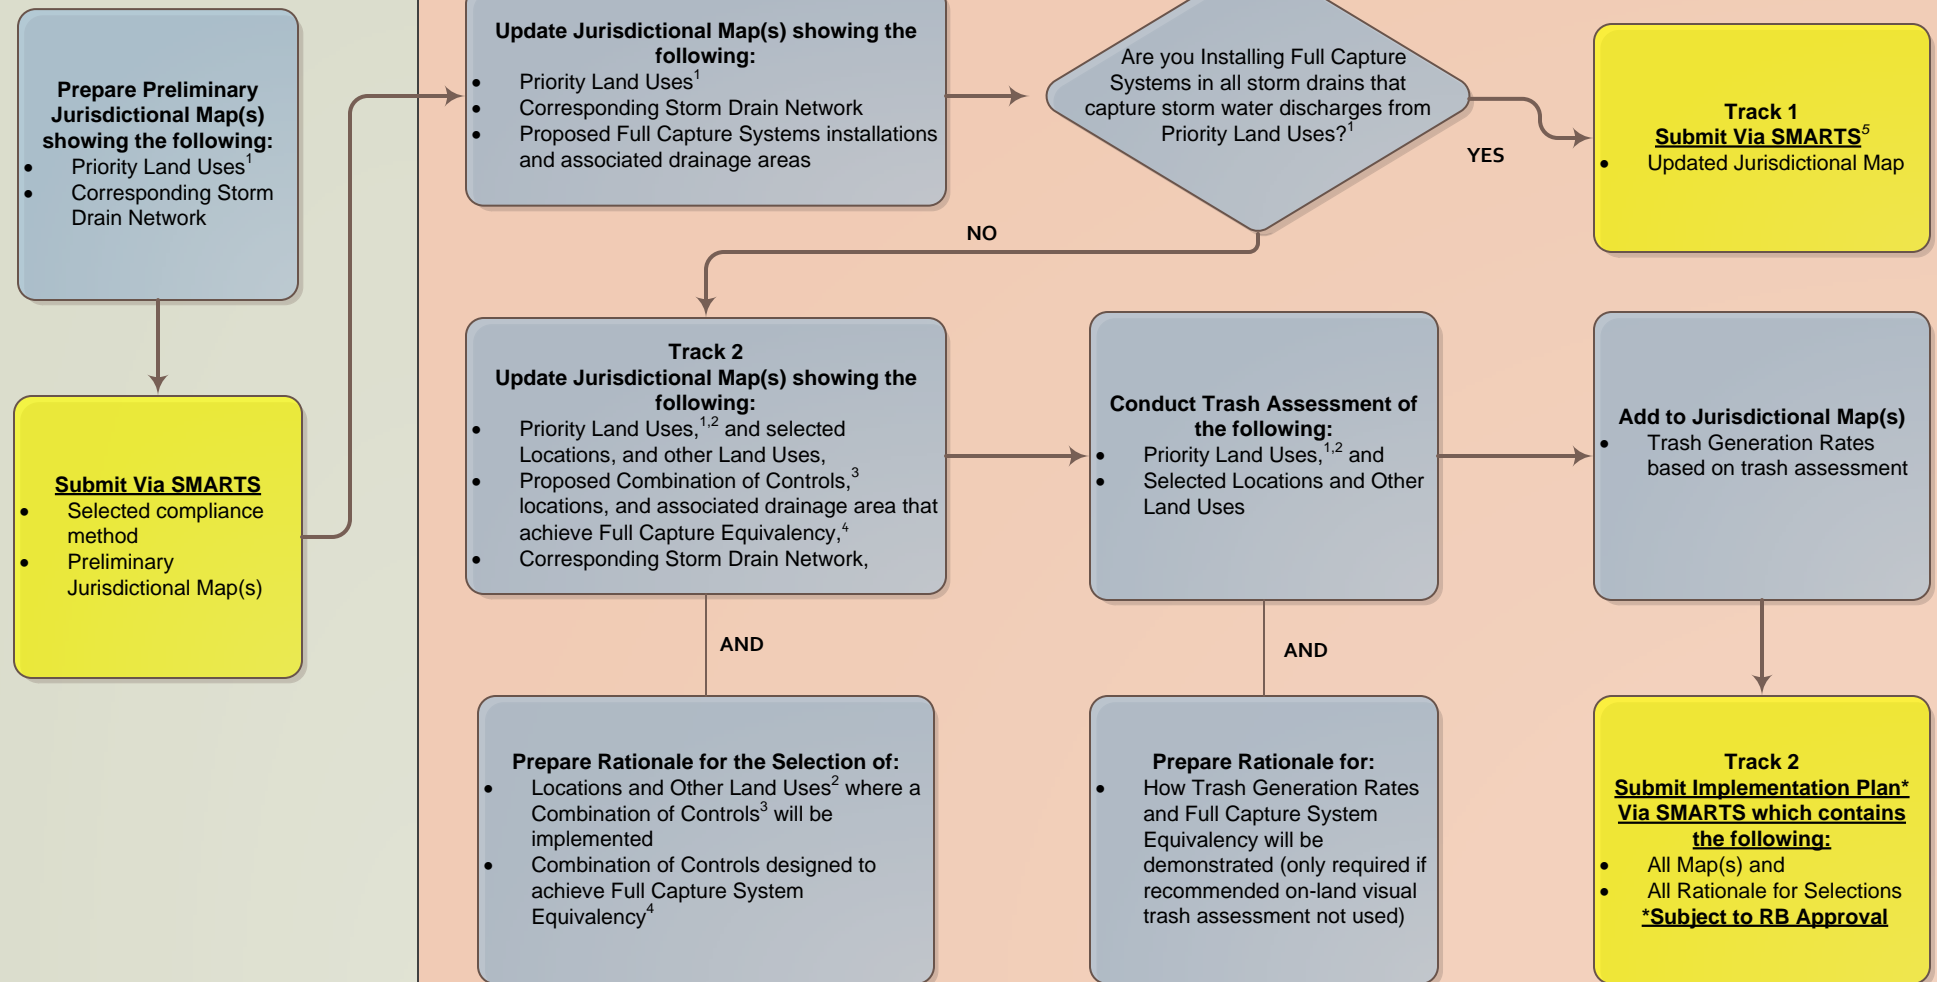 Prepare Preliminary
Jurisdictional Map(s)
showing the following:
• Priority Land Uses1
• Corresponding Storm
Drain Network
Submit Via SMARTS
• Selected compliance
method
• Preliminary
Jurisdictional Map(s)
Update Jurisdictional Map(s) showing the
following:
• Priority Land Uses1
• Corresponding Storm Drain Network
• Proposed Full Capture Systems installations
and associated drainage areas
Are you Installing Full Capture
Systems in all storm drains that
capture storm water discharges from
Priority Land Uses?1
YES
Track 1
Submit Via SMARTS5
• Updated Jurisdictional Map
NO
Track 2
Update Jurisdictional Map(s) showing the
following:
• Priority Land Uses,1,2 and selected
Locations, and other Land Uses,
• Proposed Combination of Controls,3
locations, and associated drainage area that
achieve Full Capture Equivalency,4
• Corresponding Storm Drain Network,
Conduct Trash Assessment of
the following:
• Priority Land Uses,1,2 and
• Selected Locations and Other
Land Uses
Add to Jurisdictional Map(s)
• Trash Generation Rates
based on trash assessment
AND
AND
Prepare Rationale for the Selection of:
• Locations and Other Land Uses2 where a
Combination of Controls3 will be
implemented
• Combination of Controls designed to
achieve Full Capture System
Equivalency4
Prepare Rationale for:
• How Trash Generation Rates
and Full Capture System
Equivalency will be
demonstrated (only required if
recommended on-land visual
trash assessment not used)
Track 2
Submit Implementation Plan*
Via SMARTS which contains
the following:
• All Map(s) and
• All Rationale for Selections
*Subject to RB Approval